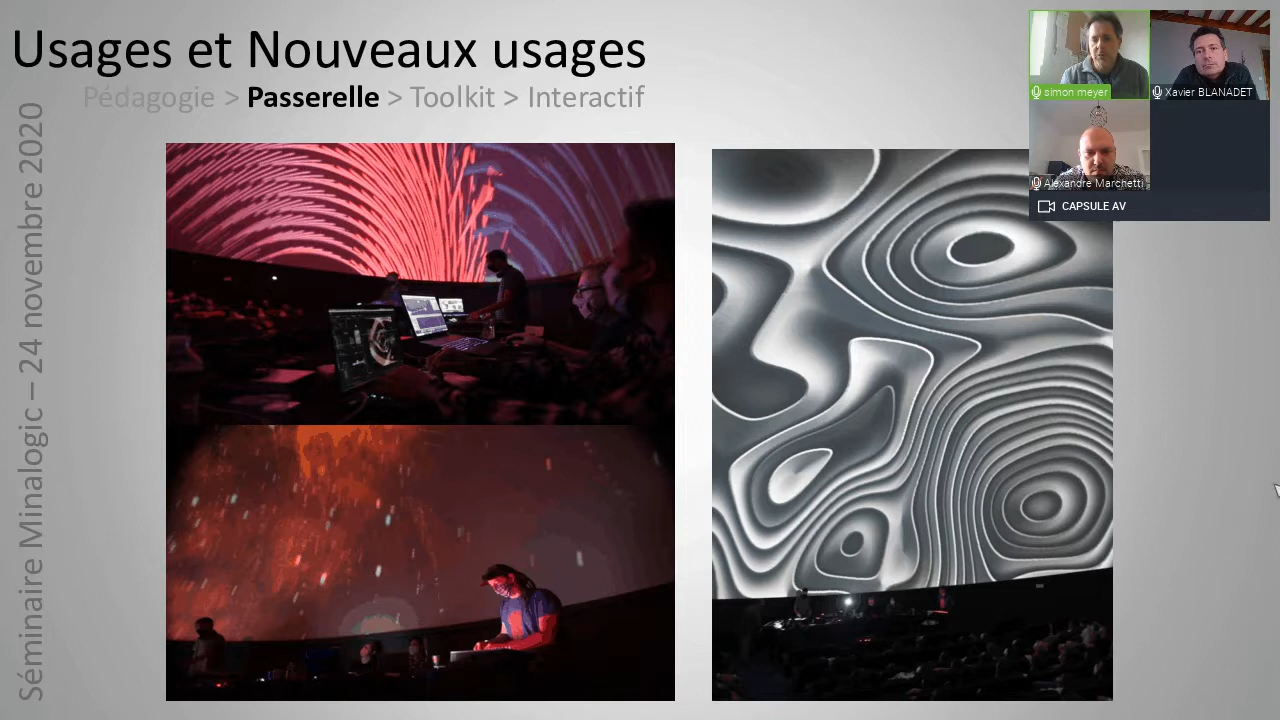 Usages et Nouveaux usages
Pédagogie > Passerelle > Toolkit > Interactif
Séminaire Minalogic – 24 novembre 2020
simon meyer
Xavier BLANADET
Alexandre Marchetti
CAPSULE AV